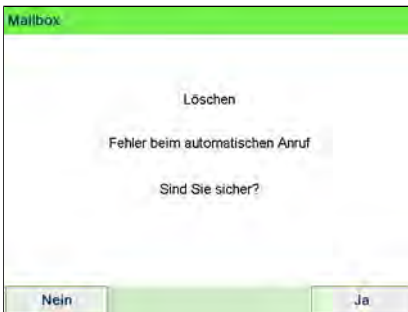 Mailbox
Löschen
Fehler beim automatischen Anruf
Sind Sie sicher?
Nein
Ja